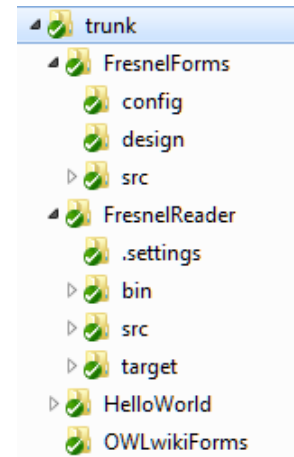 trunk
FresnelForms
config
design
src
FresnelReader
.settings
bin
src
target
HelloWorld
OWLwikiForms